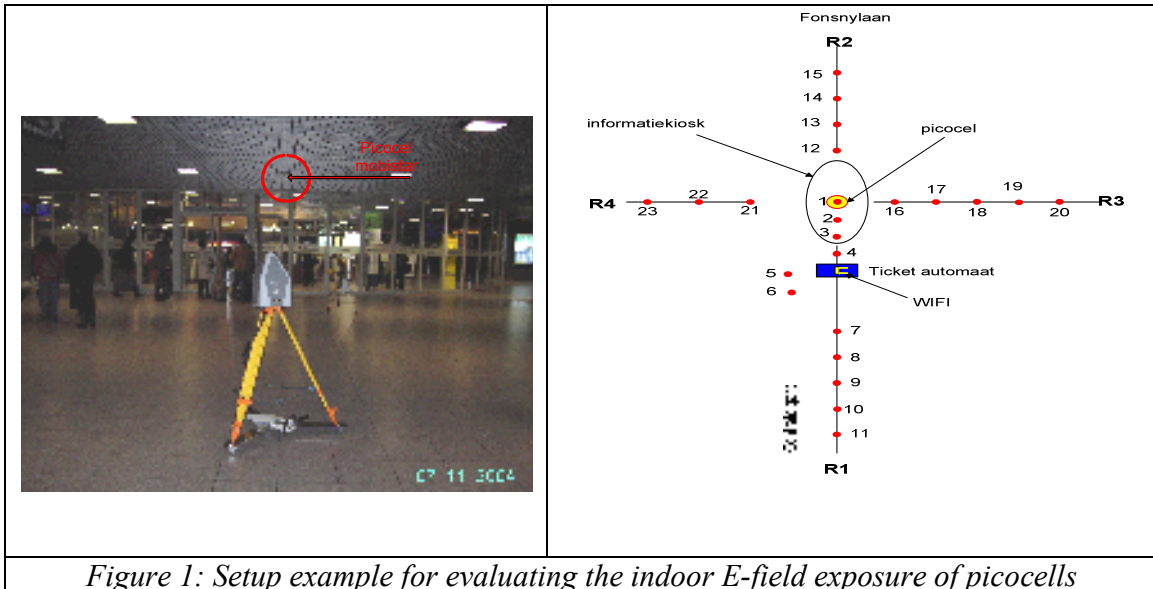 Picocel
mobistar
07 11 2004
Fonsnylaan
R2
15
14
13
informatiekiosk
picocel
12
R4
23
22
21
1
2
3
16
17
18
19
20
R3
4
5
6
Ticket automaat
WIFI
7
8
9
10
11
R1
Figure 1: Setup example for evaluating the indoor E-field exposure of picocells